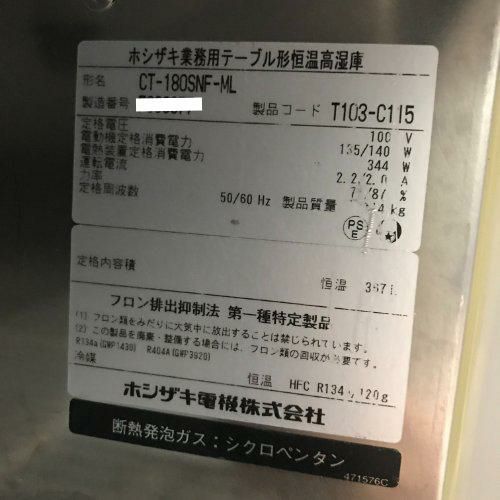 ホシザキ業務用テーブル形恒温高湿庫
形名 CT-180SNF-ML
製造番号
製品コード T103-C115
定格電圧 100 V
電動機定格消費電力 135/140 W
電熱装置定格消費電力 344 W
運転電流 2.2/2.0 A
力率 %
定格周波数 50/60 Hz 製品質量 kg
PS
E
定格内容積 恒温 367L
フロン排出抑制法 第一種特定製品
(1) フロン類をみだりに大気中に放出することは禁じられています。
(2) この製品を廃棄・整備する場合には、フロン類の回収が必要です。
R134a(GWP1430) R404A(GWP3920)
冷媒 恒温 HFC R134a 120g
ホシザキ電機株式会社
断熱発泡ガス：シクロペンタン
471576C